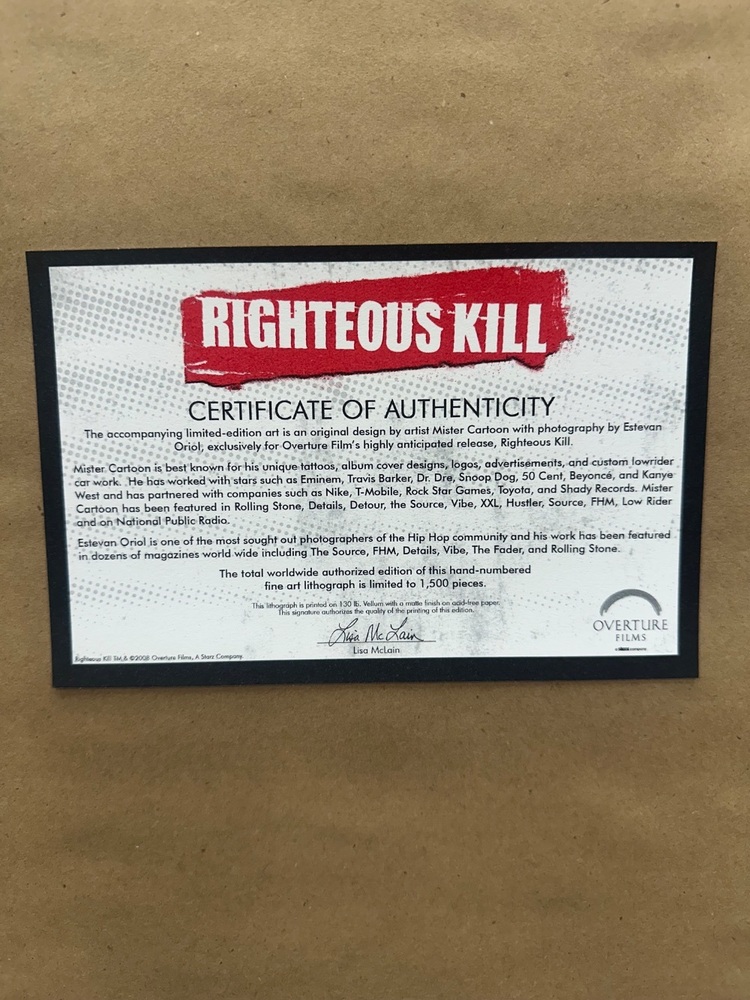 RIGHTEOUS KILL
CERTIFICATE OF AUTHENTICITY
The accompanying limited-edition art is an original design by artist Mister Cartoon with photography by Estevan
Oriol, exclusively for Overture Film's highly anticipated release, Righteous Kill.
Mister Cartoon is best known for his unique tattoos, album cover designs, logos, advertisements, and custom lowrider
car work. He has worked with stars such as Eminem, Travis Barker, Dr. Dre, Snoop Dog, 50 Cent, Beyoncé, and Kanye
West and has partnered with companies such as Nike, T-Mobile, Rock Star Games, Toyota, and Shady Records. Mister
Cartoon has been featured in Rolling Stone, Details, Detour, the Source, Vibe, XXL, Hustler, Source, FHM, Low Rider
and on National Public Radio.
Estevan Oriol is one of the most sought out photographers of the Hip Hop community and his work has been featured
in dozens of magazines world wide including The Source, FHM, Details, Vibe, The Fader, and Rolling Stone.
The total worldwide authorized edition of this hand-numbered
fine art lithograph is limited to 1,500 pieces.
This lithograph is printed on 130 lb. Vellum with a matte finish on acid-free paper.
This signature authorizes the quality of the printing of this edition.
Lisa McLain
Lisa McLain
OVERTURE
FILMS
Righteous Kill TM & ©2008 Overture Films, A Starz Company.